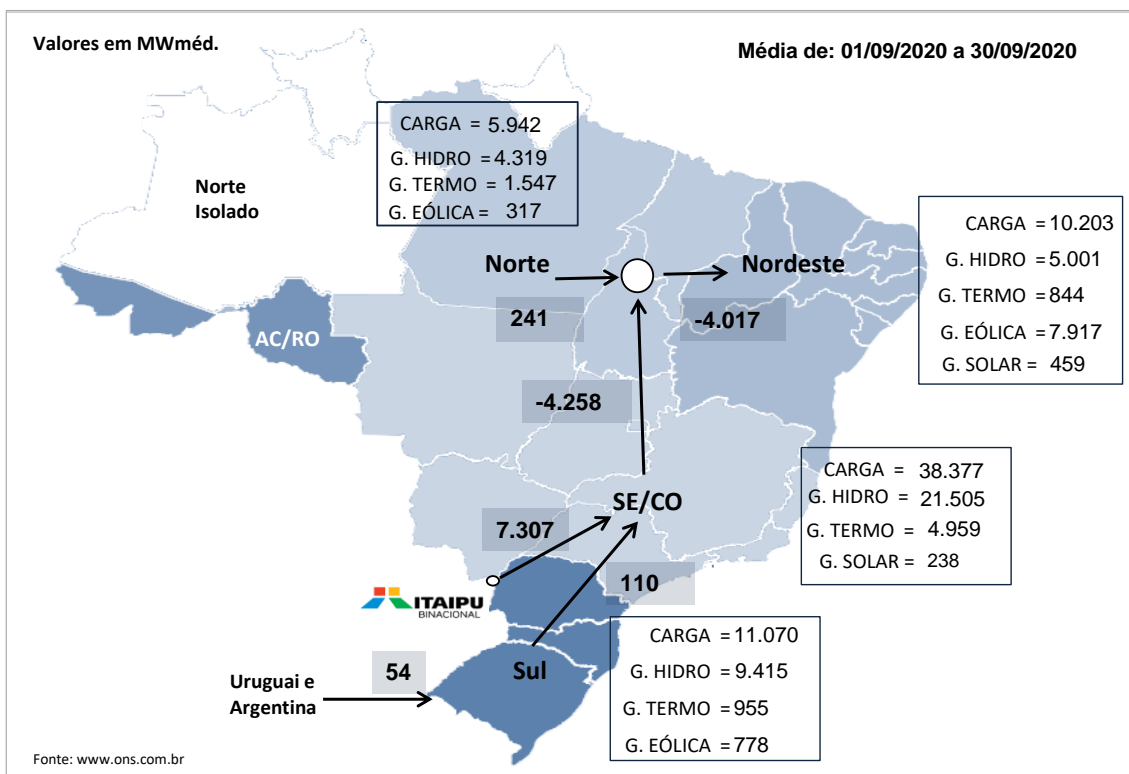 Valores em MWméd.
Média de: 01/09/2020 a 30/09/2020
CARGA = 5.942
G. HIDRO = 4.319
G. TERMO = 1.547
G. EÓLICA = 317
Norte
Isolado
CARGA = 10.203
G. HIDRO = 5.001
G. TERMO = 844
G. EÓLICA = 7.917
G. SOLAR = 459
Norte
Nordeste
241
-4.017
AC/RO
-4.258
CARGA = 38.377
G. HIDRO = 21.505
G. TERMO = 4.959
G. SOLAR = 238
SE/CO
7.307
110
ITAIPU
BINACIONAL
CARGA = 11.070
G. HIDRO = 9.415
G. TERMO = 955
G. EÓLICA = 778
54
Sul
Uruguai e
Argentina
Fonte: www.ons.com.br